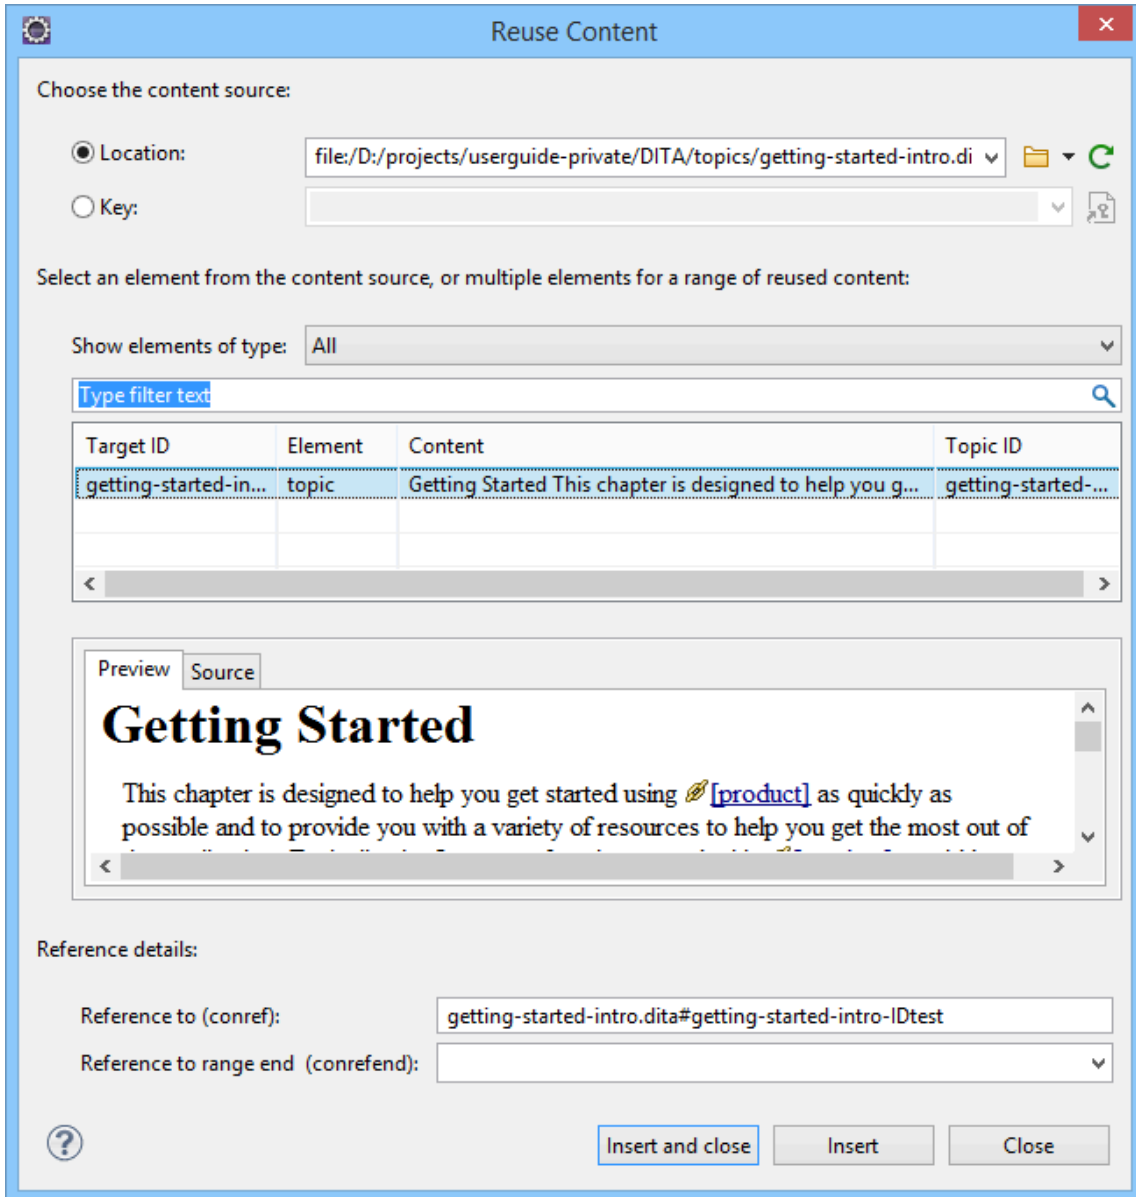 Reuse Content
Choose the content source:
Location: file:/D:/projects/userguide-private/DITA/topics/getting-started-intro.di
Key:
Select an element from the content source, or multiple elements for a range of reused content:
Show elements of type: All
Type filter text
Target ID Element Content Topic ID
getting-started-in... topic Getting Started This chapter is designed to help you g... getting-started-...
Preview Source
Getting Started
This chapter is designed to help you get started using [product] as quickly as
possible and to provide you with a variety of resources to help you get the most out of
Reference details:
Reference to (conref): getting-started-intro.dita#getting-started-intro-IDtest
Reference to range end (conrefend):
Insert and close Insert Close